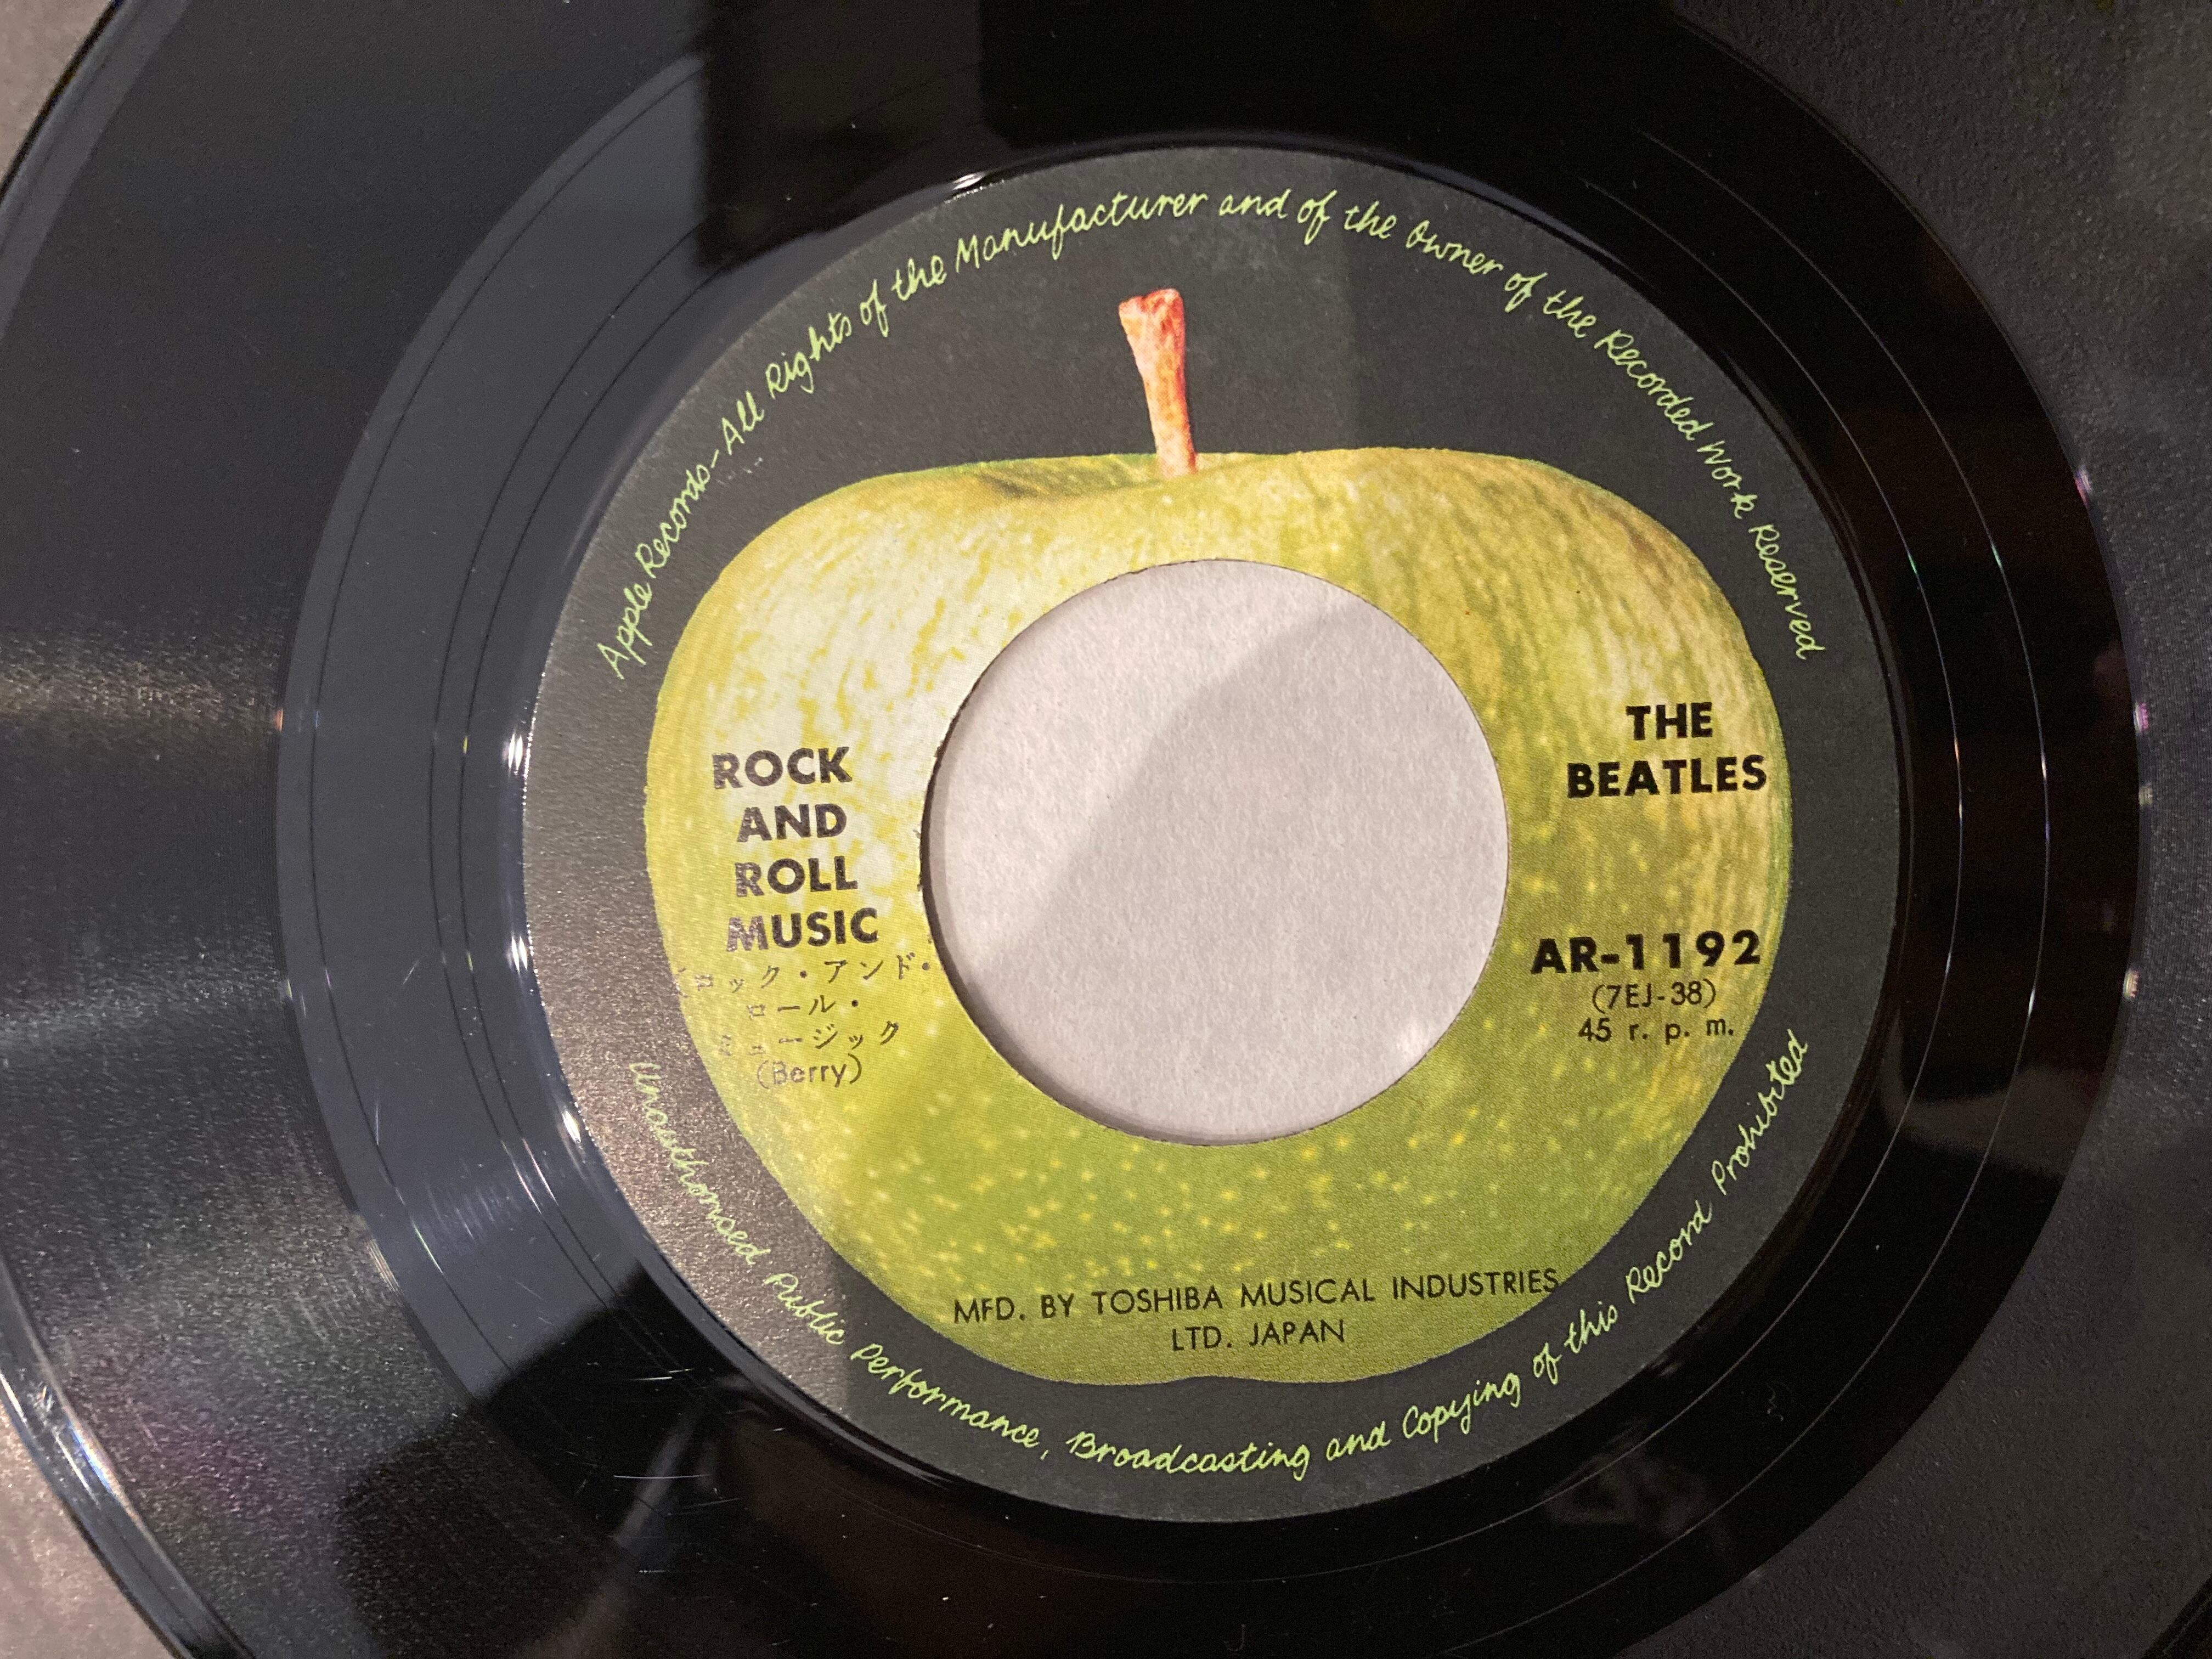 Apple Records-All Rights of the Manufacturer and of the Owner of the Recorded Work Reserved
ROCK
AND
ROLL
MUSIC
ロック・アンド・
ロール・
ミュージック
(Berry)
THE
BEATLES
AR-1192
(7EJ-38)
45 r. p. m.
MFD. BY TOSHIBA MUSICAL INDUSTRIES
LTD. JAPAN
Unauthorised Public Performance, Broadcasting and Copying of this Record Prohibited